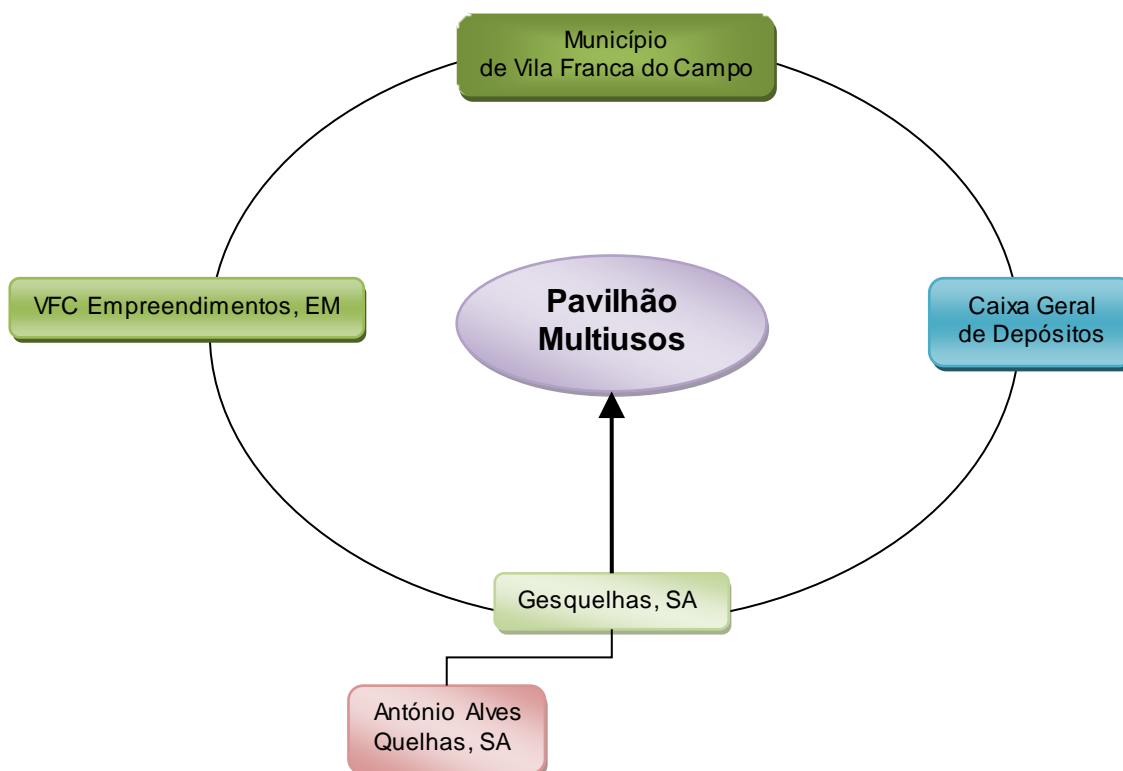 Município
de Vila Franca do Campo
VFC Empreendimentos, EM
Pavilhão
Multiusos
Caixa Geral
de Depósitos
Gesquelhas, SA
António Alves
Quelhas, SA